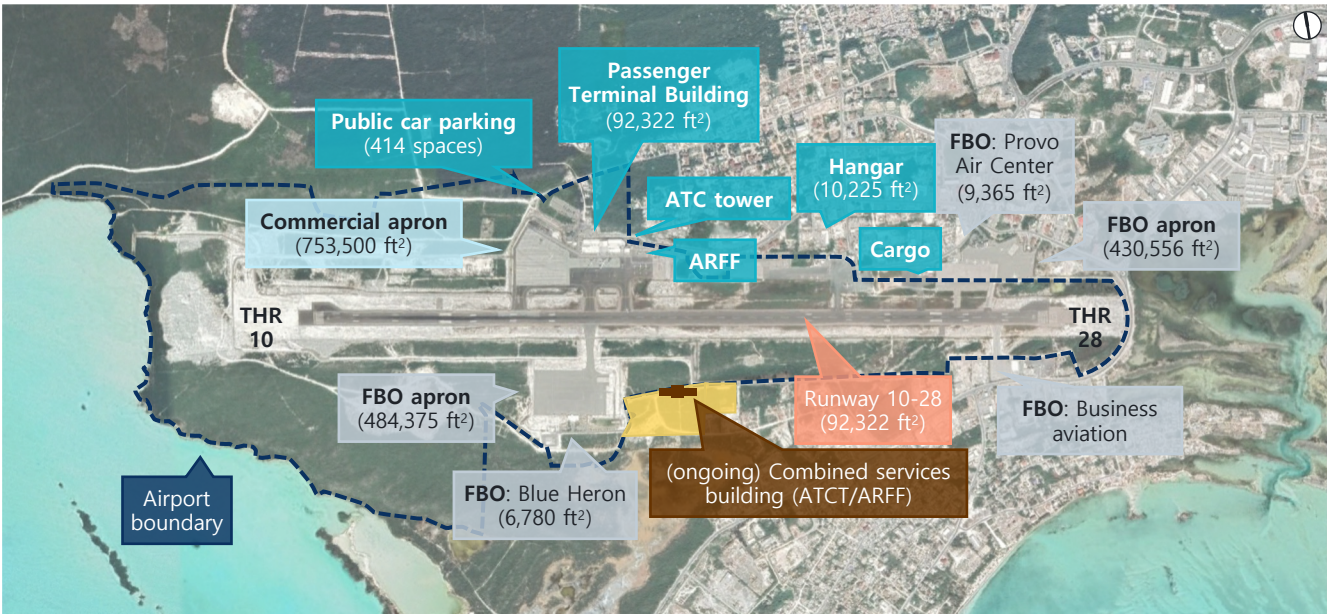 Passenger
Terminal Building
(92,322 ft²)
Public car parking
(414 spaces)
FBO: Provo
Air Center
(9,365 ft²)
Hangar
(10,225 ft²)
ATC tower
Commercial apron
(753,500 ft²)
FBO apron
(430,556 ft²)
ARFF
Cargo
THR
10
THR
28
FBO apron
(484,375 ft²)
Runway 10-28
(92,322 ft²)
FBO: Business
aviation
(ongoing) Combined services
building (ATCT/ARFF)
FBO: Blue Heron
(6,780 ft²)
Airport
boundary